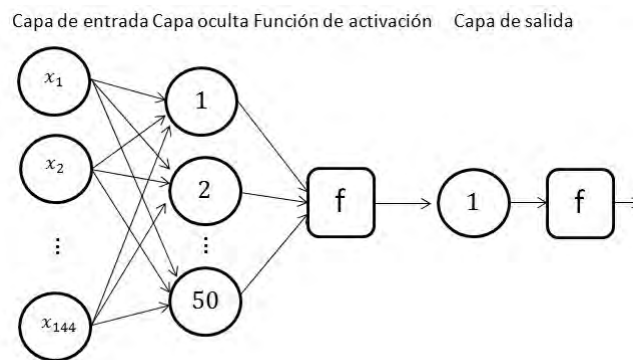 Capa de entrada Capa oculta Función de activación Capa de salida
x₁
1
x₂
2
f
1
f
⋮
⋮
50
x₁₄₄